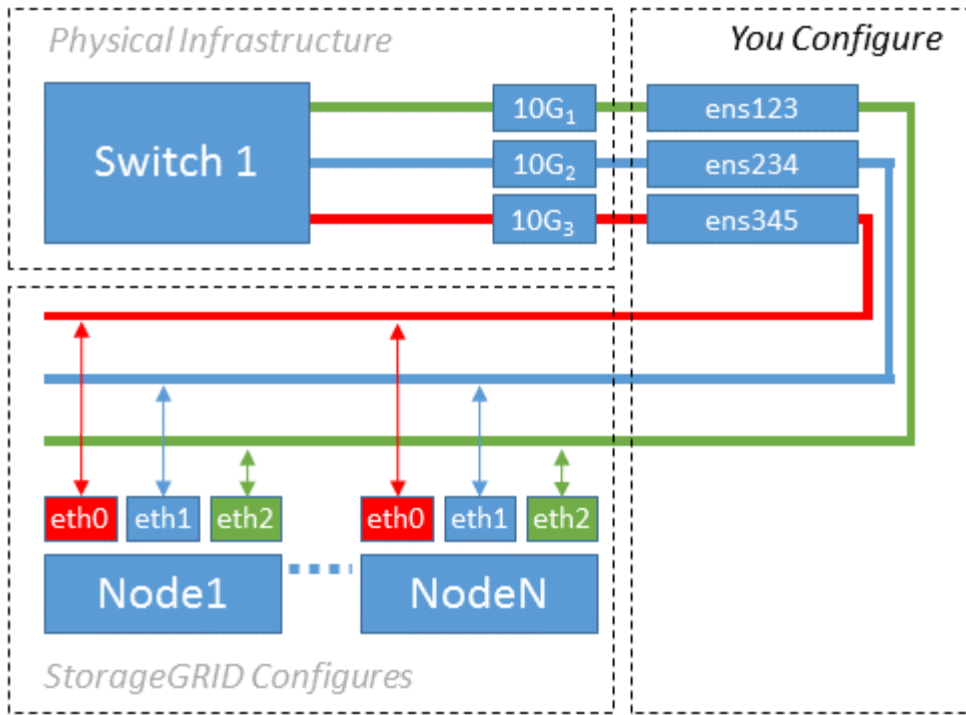 Physical Infrastructure
You Configure
Switch 1
10G₁
ens123
10G₂
ens234
10G₃
ens345
eth0
eth1
eth2
eth0
eth1
eth2
Node1
NodeN
StorageGRID Configures